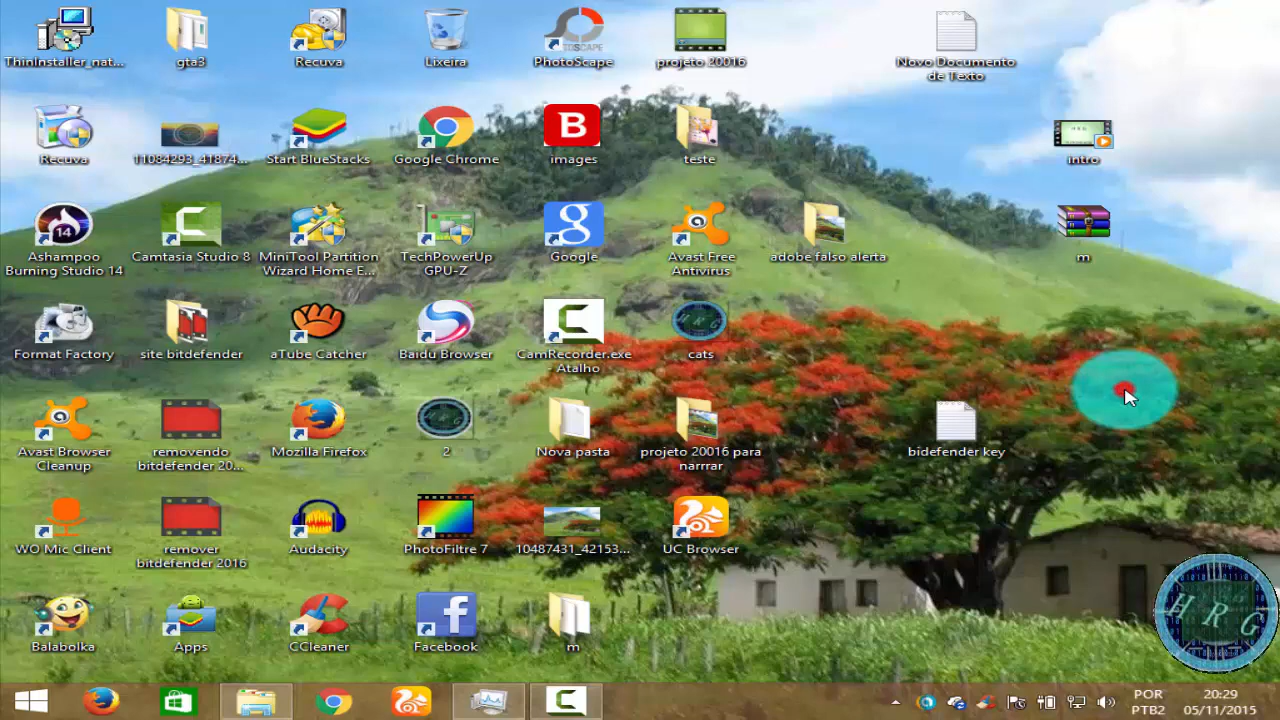 ThinInstaller_nat...
gta3
Recuva
Lixeira
PhotoScape
projeto 20016
Novo Documento
de Texto
Recuva
11084293_41874...
Start BlueStacks
Google Chrome
B
images
teste
intro
14
Ashampoo
Burning Studio 14
Camtasia Studio 8
MiniTool Partition
Wizard Home E...
TechPowerUp
GPU-Z
g
Google
Avast Free
Antivirus
adobe falso alerta
m
Format Factory
site bitdefender
aTube Catcher
Baidu Browser
CamRecorder.exe
- Atalho
HRG
cats
Avast Browser
Cleanup
removendo
bitdefender 20...
Mozilla Firefox
2
Nova pasta
projeto 20016 para
narrrar
bidefender key
WO Mic Client
remover
bitdefender 2016
Audacity
PhotoFiltre 7
10487431_42153...
UC Browser
Balabolka
Apps
CCleaner
f
Facebook
m
H R G
POR
PTB2
20:29
05/11/2015